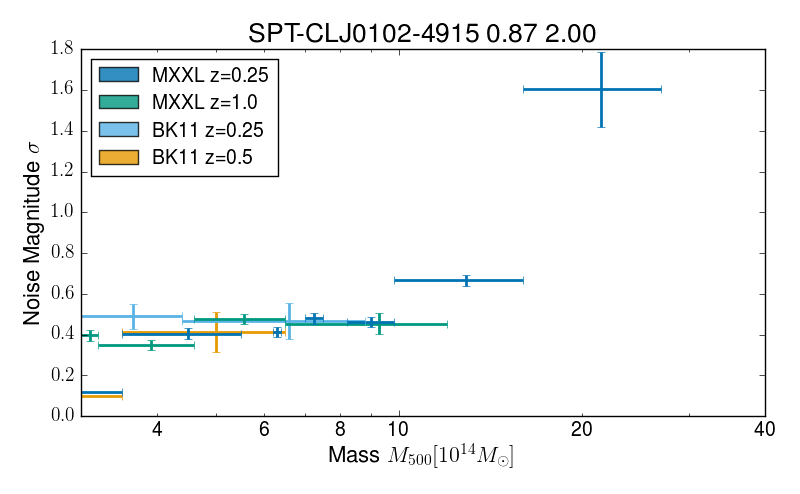 SPT-CLJ0102-4915 0.87 2.00
1.8
1.6
1.4
1.2
1.0
0.8
0.6
0.4
0.2
0.0
Noise Magnitude σ
MXXL z=0.25
MXXL z=1.0
BK11 z=0.25
BK11 z=0.5
4 6 8 10 20 40
Mass M₅₀₀[10¹⁴M☉]